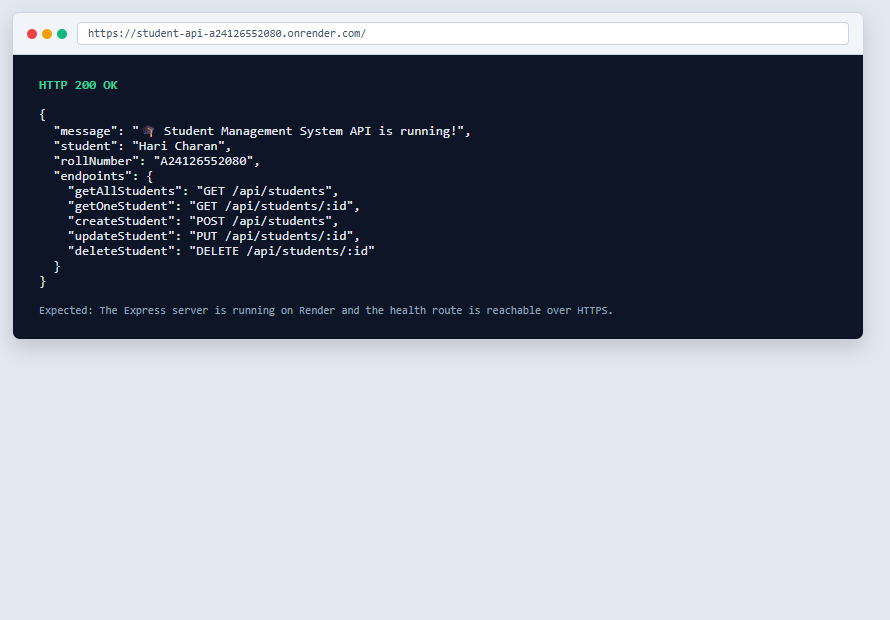 https://student-api-a24126552080.onrender.com/
HTTP 200 OK
{
  "message": "🎓 Student Management System API is running!",
  "student": "Hari Charan",
  "rollNumber": "A24126552080",
  "endpoints": {
    "getAllStudents": "GET /api/students",
    "getOneStudent": "GET /api/students/:id",
    "createStudent": "POST /api/students",
    "updateStudent": "PUT /api/students/:id",
    "deleteStudent": "DELETE /api/students/:id"
  }
}
Expected: The Express server is running on Render and the health route is reachable over HTTPS.